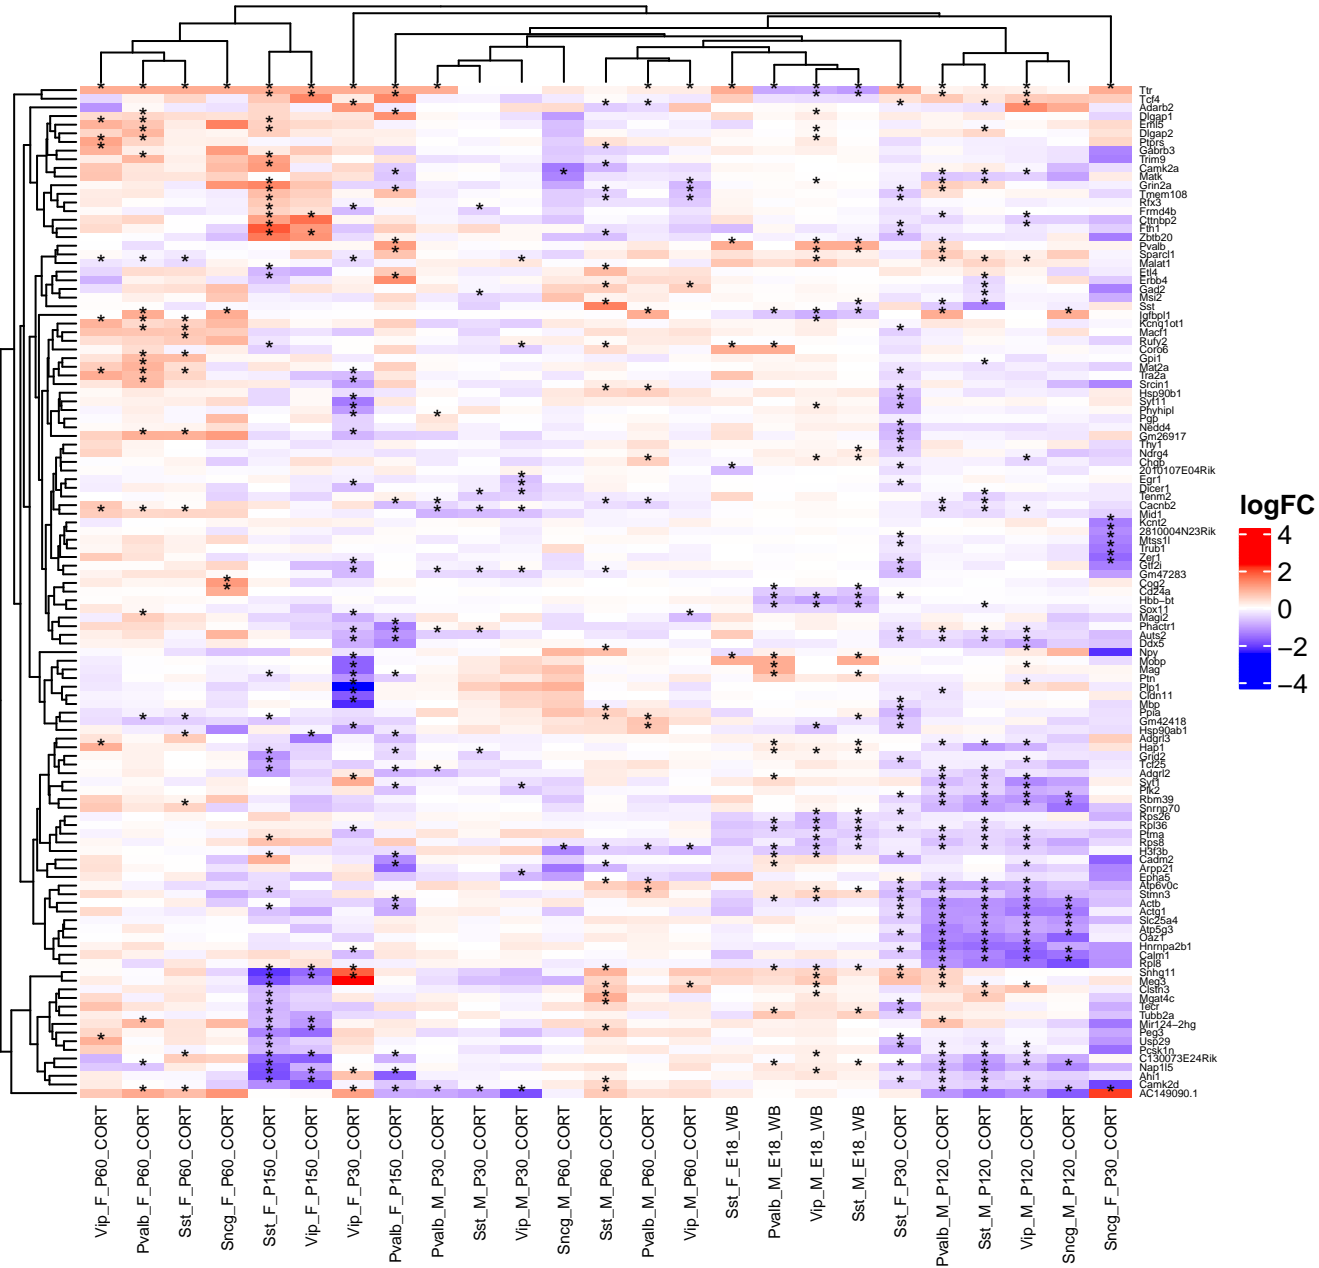 Ttr
Tcf4
Adarb2
Dlgap1
Erni5
Dlgap2
Ptprs
Gabrb3
Trim9
Camk2a
Matk
Grin2a
Tmem108
Rfx3
Frmd4b
Cttnbp2
Fth1
Zbtb20
Pvalb
Sparcl1
Malat1
Etl4
Erbb4
Gad2
Msi2
Sst
Igfbpl1
Kcnq1ot1
Macf1
Rufy2
Coro6
Gpi1
Mat2a
Tra2a
Srcin1
Hsp90b1
Syt11
Phyhipl
Pgp
Nedd4
Gm26917
Thy1
Ndrg4
Chgb
2010107E04Rik
Egr1
Dicer1
Tenm2
Cacnb2
Mid1
Kcnt2
2810004N23Rik
Mtss1l
Trub1
Zer1
Gtf2i
Gm47283
Cog2
Cd24a
Hbb-bt
Sox11
Magi2
Phactr1
Auts2
Ddx5
Npy
Mobp
Mag
Ptn
Plp1
Cldn11
Mbp
Ppia
Gm42418
Hsp90ab1
Adgrl3
Hap1
Grid2
Tcf25
Adgrl2
Syt1
Plk2
Rbm39
Snrnp70
Rps26
Rpl36
Ptma
Rps8
H3f3b
Cadm2
Arpp21
Epha5
Atp6v0c
Stmn3
Actb
Actg1
Slc25a4
Atp5g3
Oaz1
Hnrnpa2b1
Calm1
Rpl8
Snhg11
Meg3
Clstn3
Mgat4c
Tecr
Tubb2a
Mir124-2hg
Peg3
Usp29
Pcsk1n
C130073E24Rik
Nap1l5
Ahi1
Camk2d
AC149090.1
logFC
4
2
0
−2
−4
Vip_F_P60_CORT
Pvalb_F_P60_CORT
Sst_F_P60_CORT
Sncg_F_P60_CORT
Sst_F_P150_CORT
Vip_F_P150_CORT
Vip_F_P30_CORT
Pvalb_F_P150_CORT
Pvalb_M_P30_CORT
Sst_M_P30_CORT
Vip_M_P30_CORT
Sncg_M_P60_CORT
Sst_M_P60_CORT
Pvalb_M_P60_CORT
Vip_M_P60_CORT
Sst_F_E18_WB
Pvalb_M_E18_WB
Vip_M_E18_WB
Sst_M_E18_WB
Sst_F_P30_CORT
Pvalb_M_P120_CORT
Sst_M_P120_CORT
Vip_M_P120_CORT
Sncg_M_P120_CORT
Sncg_F_P30_CORT